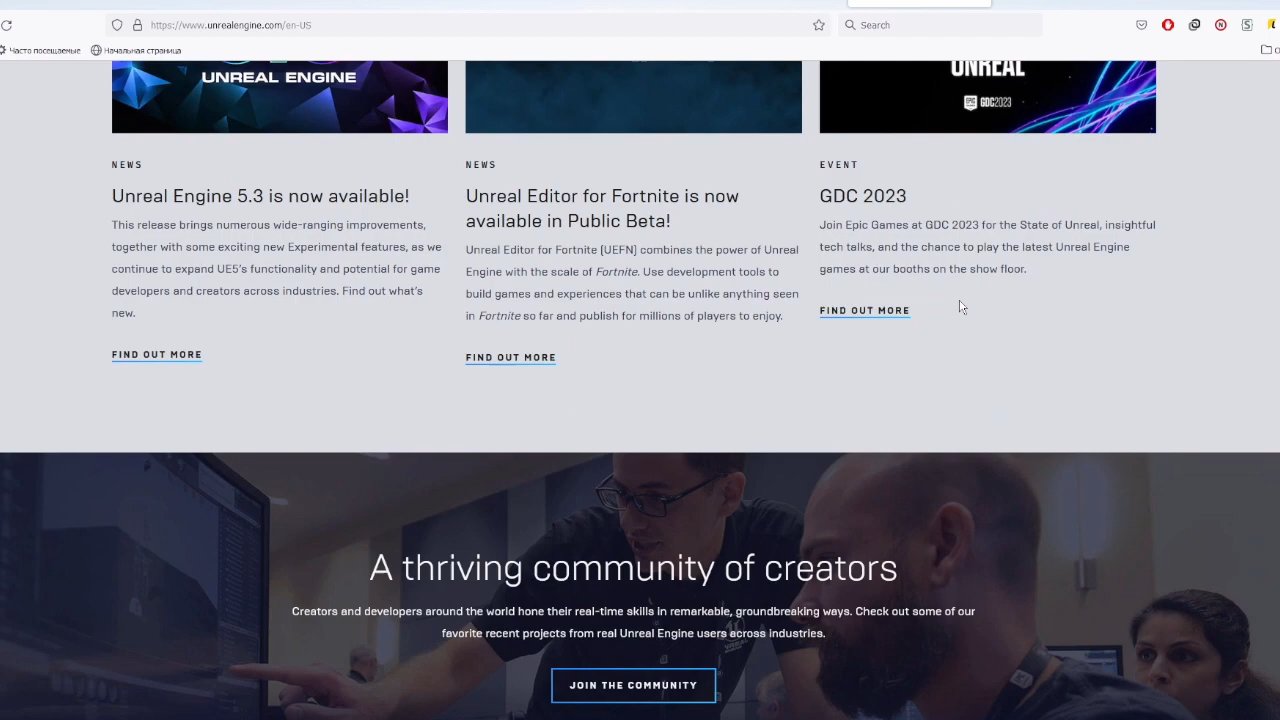 https://www.unrealengine.com/en-US
Search
Часто посещаемые
Начальная страница
UNREAL ENGINE
UNREAL
EPIC GAMES GDC2023
NEWS
Unreal Engine 5.3 is now available!
This release brings numerous wide-ranging improvements,
together with some exciting new Experimental features, as we
continue to expand UE5's functionality and potential for game
developers and creators across industries. Find out what's
new.
FIND OUT MORE
NEWS
Unreal Editor for Fortnite is now
available in Public Beta!
Unreal Editor for Fortnite (UEFN) combines the power of Unreal
Engine with the scale of Fortnite. Use development tools to
build games and experiences that can be unlike anything seen
in Fortnite so far and publish for millions of players to enjoy.
FIND OUT MORE
EVENT
GDC 2023
Join Epic Games at GDC 2023 for the State of Unreal, insightful
tech talks, and the chance to play the latest Unreal Engine
games at our booths on the show floor.
FIND OUT MORE
A thriving community of creators
Creators and developers around the world hone their real-time skills in remarkable, groundbreaking ways. Check out some of our
favorite recent projects from real Unreal Engine users across industries.
JOIN THE COMMUNITY